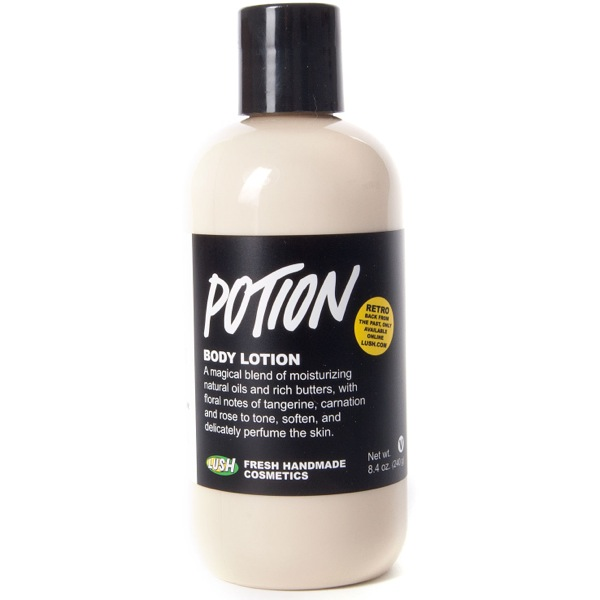 POTION
RETRO
BACK FROM
THE PAST, ONLY
AVAILABLE
ONLINE
LUSH.COM
BODY LOTION
A magical blend of moisturizing
natural oils and rich butters, with
floral notes of tangerine, carnation
and rose to tone, soften, and
delicately perfume the skin.
LUSH
FRESH HANDMADE
COSMETICS
V
Net wt.
8.4 oz. (240 g